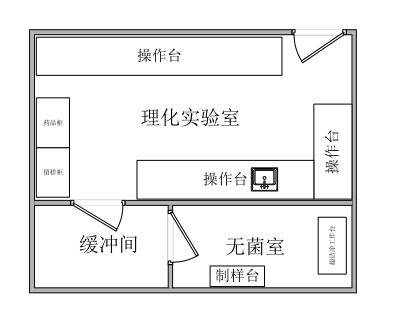 操作台
理化实验室
药品柜
操作台
留样柜
操作台
缓冲间
无菌室
超洁净工作台
制样台